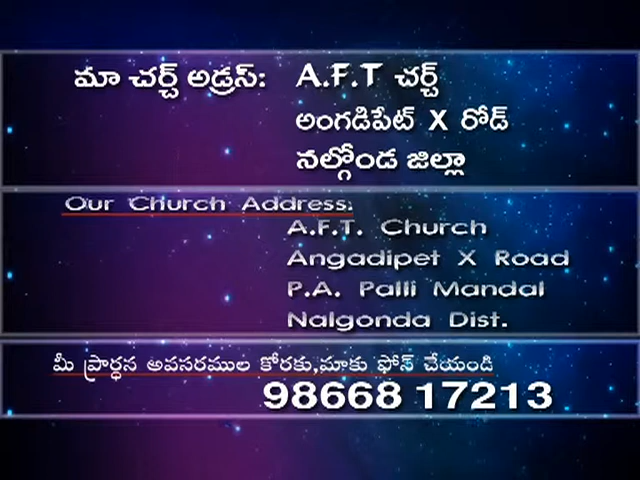 మా చర్చ్ అడ్రస్: A.F.T చర్చ్
అంగడిపేట్ X రోడ్
నల్గోండ జిల్లా
Our Church Address:
A.F.T. Church
Angadipet X Road
P.A. Palli Mandal
Nalgonda Dist.
మీ ప్రార్ధన అవసరముల కోరకు,మాకు ఫోన్ చేయండి
98668 17213